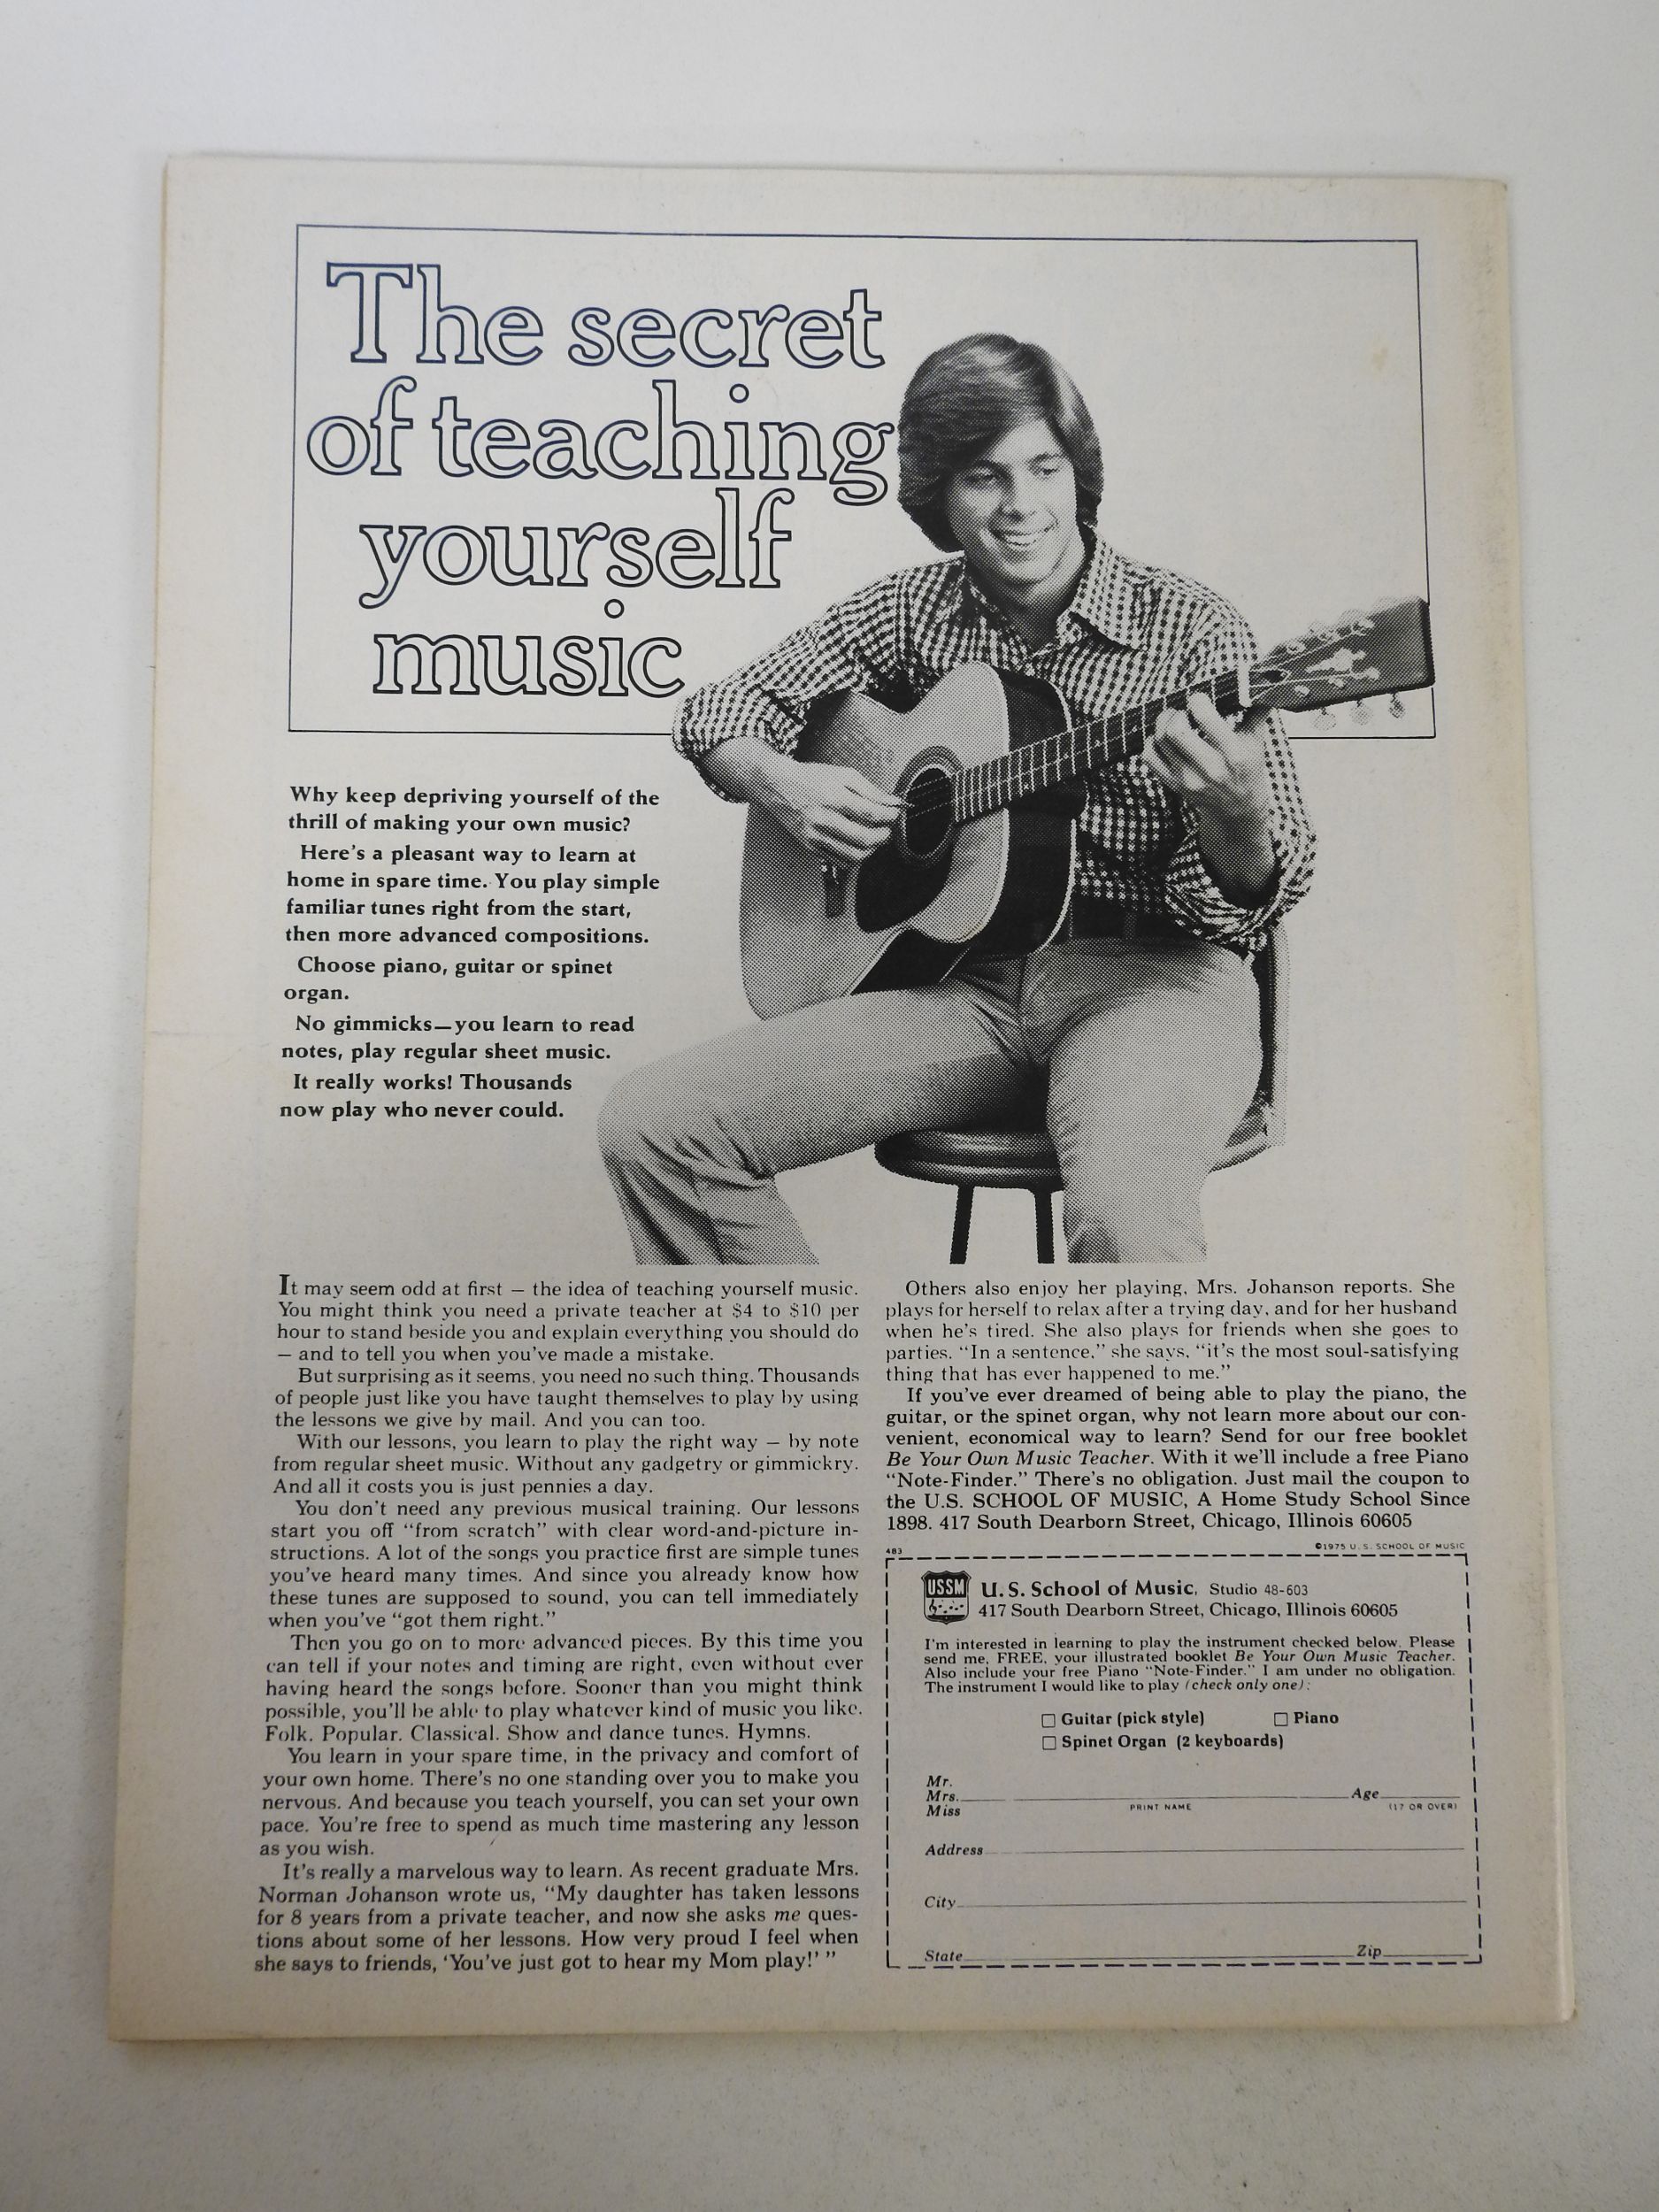 The secret
of teaching
yourself
music
Why keep depriving yourself of the
thrill of making your own music?
Here's a pleasant way to learn at
home in spare time. You play simple
familiar tunes right from the start,
then more advanced compositions.
Choose piano, guitar or spinet
organ.
No gimmicks—you learn to read
notes, play regular sheet music.
It really works! Thousands
now play who never could.
It may seem odd at first — the idea of teaching yourself music.
You might think you need a private teacher at $4 to $10 per
hour to stand beside you and explain everything you should do
— and to tell you when you've made a mistake.
But surprising as it seems, you need no such thing. Thousands
of people just like you have taught themselves to play by using
the lessons we give by mail. And you can too.
With our lessons, you learn to play the right way — by note
from regular sheet music. Without any gadgetry or gimmickry.
And all it costs you is just pennies a day.
You don't need any previous musical training. Our lessons
start you off "from scratch" with clear word-and-picture in-
structions. A lot of the songs you practice first are simple tunes
you've heard many times. And since you already know how
these tunes are supposed to sound, you can tell immediately
when you've "got them right."
Then you go on to more advanced pieces. By this time you
can tell if your notes and timing are right, even without ever
having heard the songs before. Sooner than you might think
possible, you'll be able to play whatever kind of music you like.
Folk. Popular. Classical. Show and dance tunes. Hymns.
You learn in your spare time, in the privacy and comfort of
your own home. There's no one standing over you to make you
nervous. And because you teach yourself, you can set your own
pace. You're free to spend as much time mastering any lesson
as you wish.
It's really a marvelous way to learn. As recent graduate Mrs.
Norman Johanson wrote us, "My daughter has taken lessons
for 8 years from a private teacher, and now she asks me ques-
tions about some of her lessons. How very proud I feel when
she says to friends, 'You've just got to hear my Mom play!' "
Others also enjoy her playing, Mrs. Johanson reports. She
plays for herself to relax after a trying day, and for her husband
when he's tired. She also plays for friends when she goes to
parties. "In a sentence," she says, "it's the most soul-satisfying
thing that has ever happened to me."
If you've ever dreamed of being able to play the piano, the
guitar, or the spinet organ, why not learn more about our con-
venient, economical way to learn? Send for our free booklet
Be Your Own Music Teacher. With it we'll include a free Piano
"Note-Finder." There's no obligation. Just mail the coupon to
the U.S. SCHOOL OF MUSIC, A Home Study School Since
1898. 417 South Dearborn Street, Chicago, Illinois 60605
483 ©1975 U.S. SCHOOL OF MUSIC
USSM
U.S. School of Music, Studio 48-603
417 South Dearborn Street, Chicago, Illinois 60605
I'm interested in learning to play the instrument checked below. Please
send me, FREE, your illustrated booklet Be Your Own Music Teacher.
Also include your free Piano "Note-Finder." I am under no obligation.
The instrument I would like to play (check only one):
☐ Guitar (pick style) ☐ Piano
☐ Spinet Organ (2 keyboards)
Mr.
Mrs. Age
Miss PRINT NAME (17 OR OVER)
Address
City
State Zip